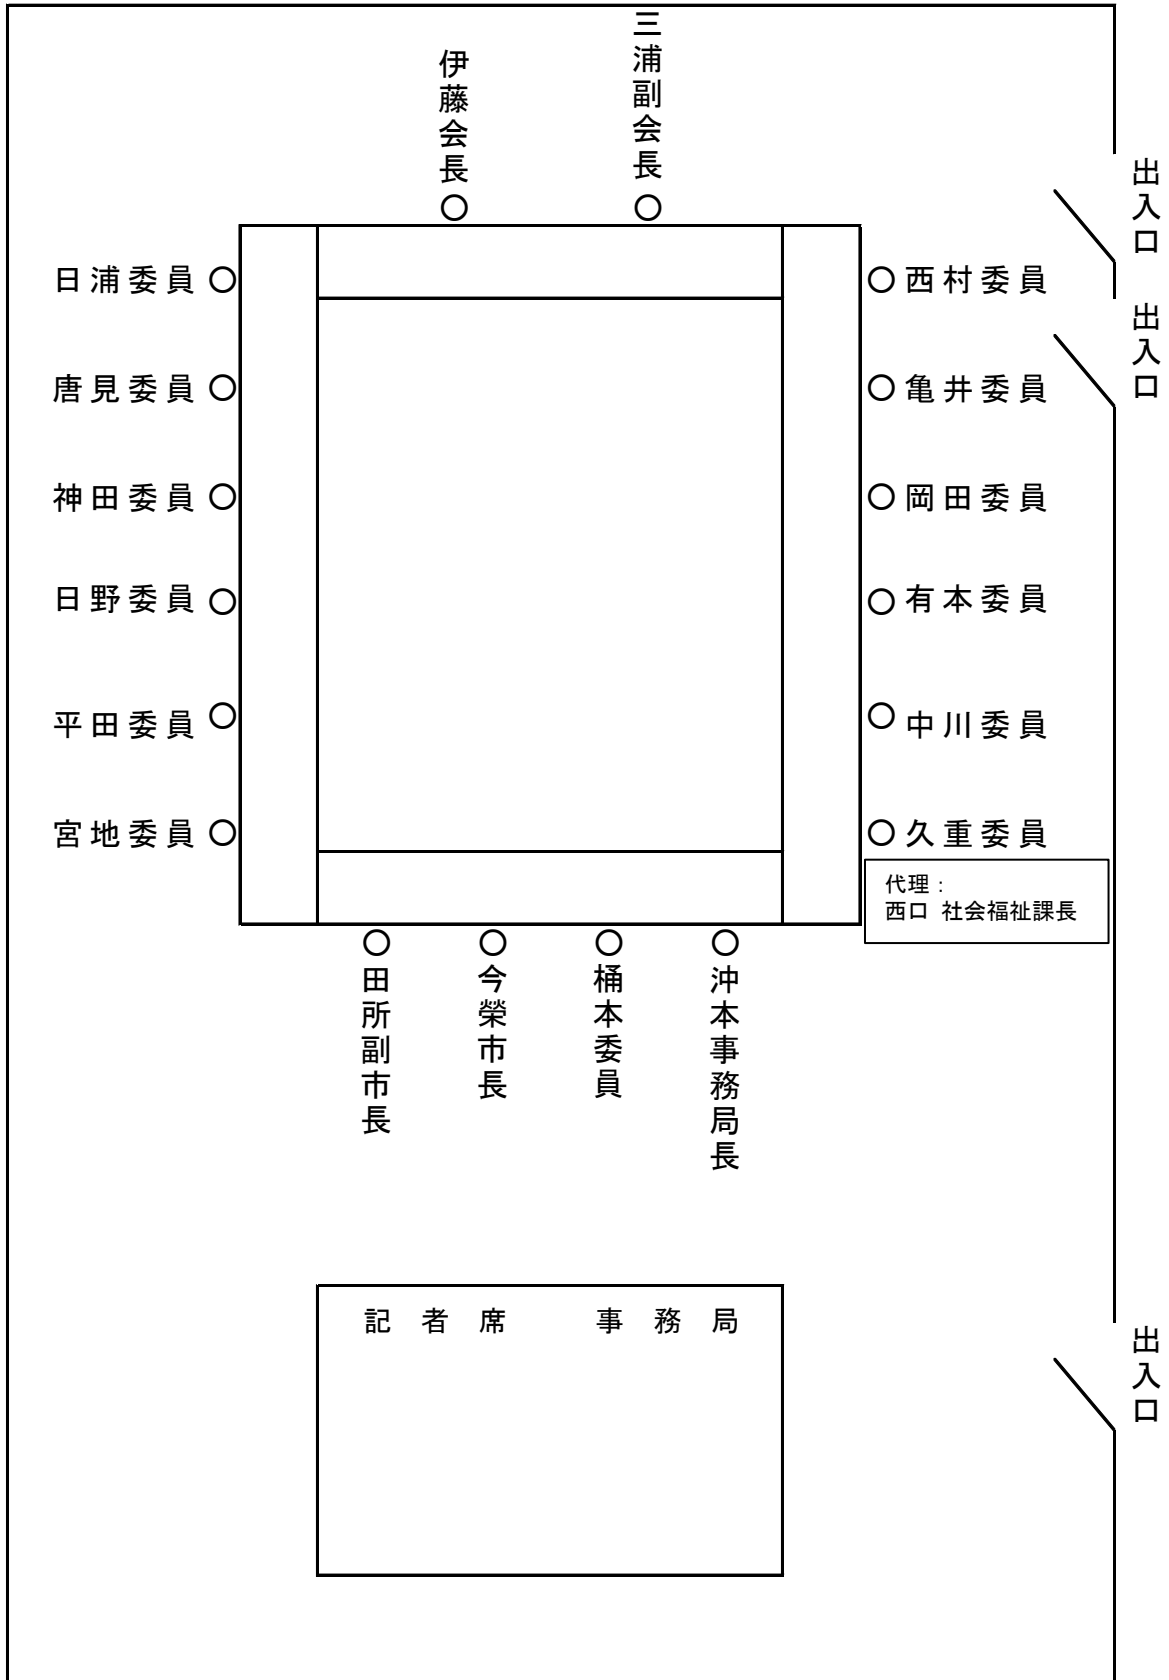 伊藤会長
三浦副会長
出入口
日浦委員
西村委員
出入口
唐見委員
亀井委員
神田委員
岡田委員
日野委員
有本委員
平田委員
中川委員
宮地委員
久重委員
代理：
西口 社会福祉課長
田所副市長
今榮市長
桶本委員
沖本事務局長
記者席 事務局
出入口